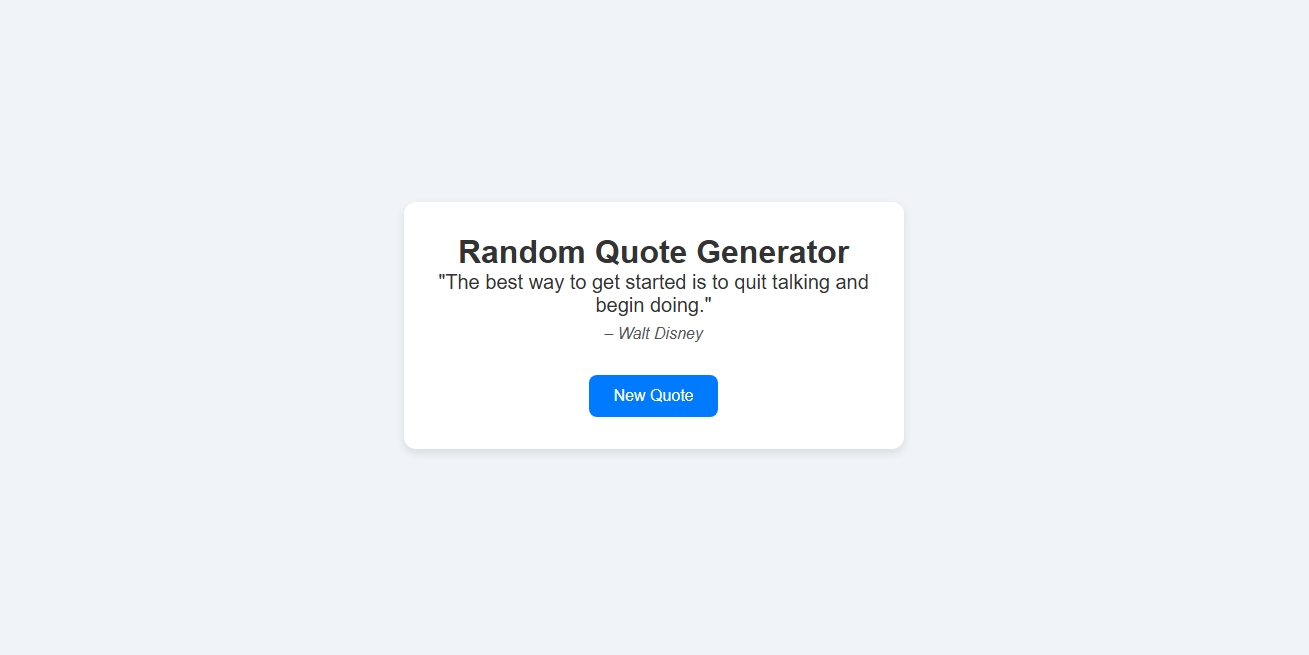 Random Quote Generator
"The best way to get started is to quit talking and
begin doing."
– Walt Disney
New Quote